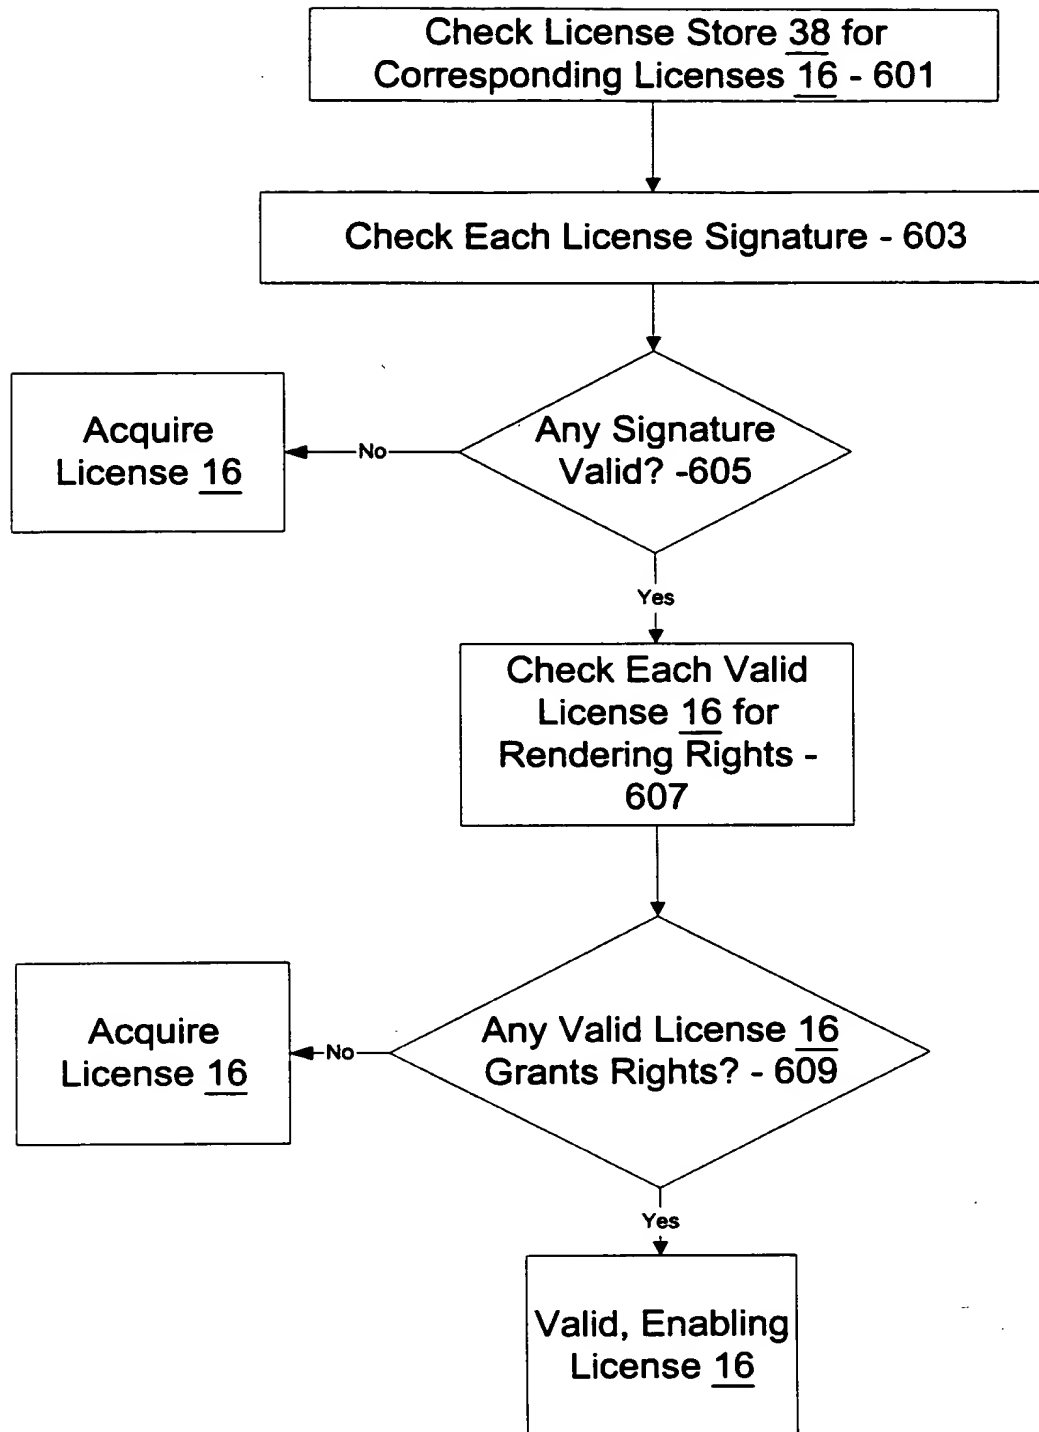 Check License Store 38 for
Corresponding Licenses 16 - 601
Check Each License Signature - 603
Any Signature
Valid? -605
No
Acquire
License 16
Yes
Check Each Valid
License 16 for
Rendering Rights -
607
Any Valid License 16
Grants Rights? - 609
No
Acquire
License 16
Yes
Valid, Enabling
License 16